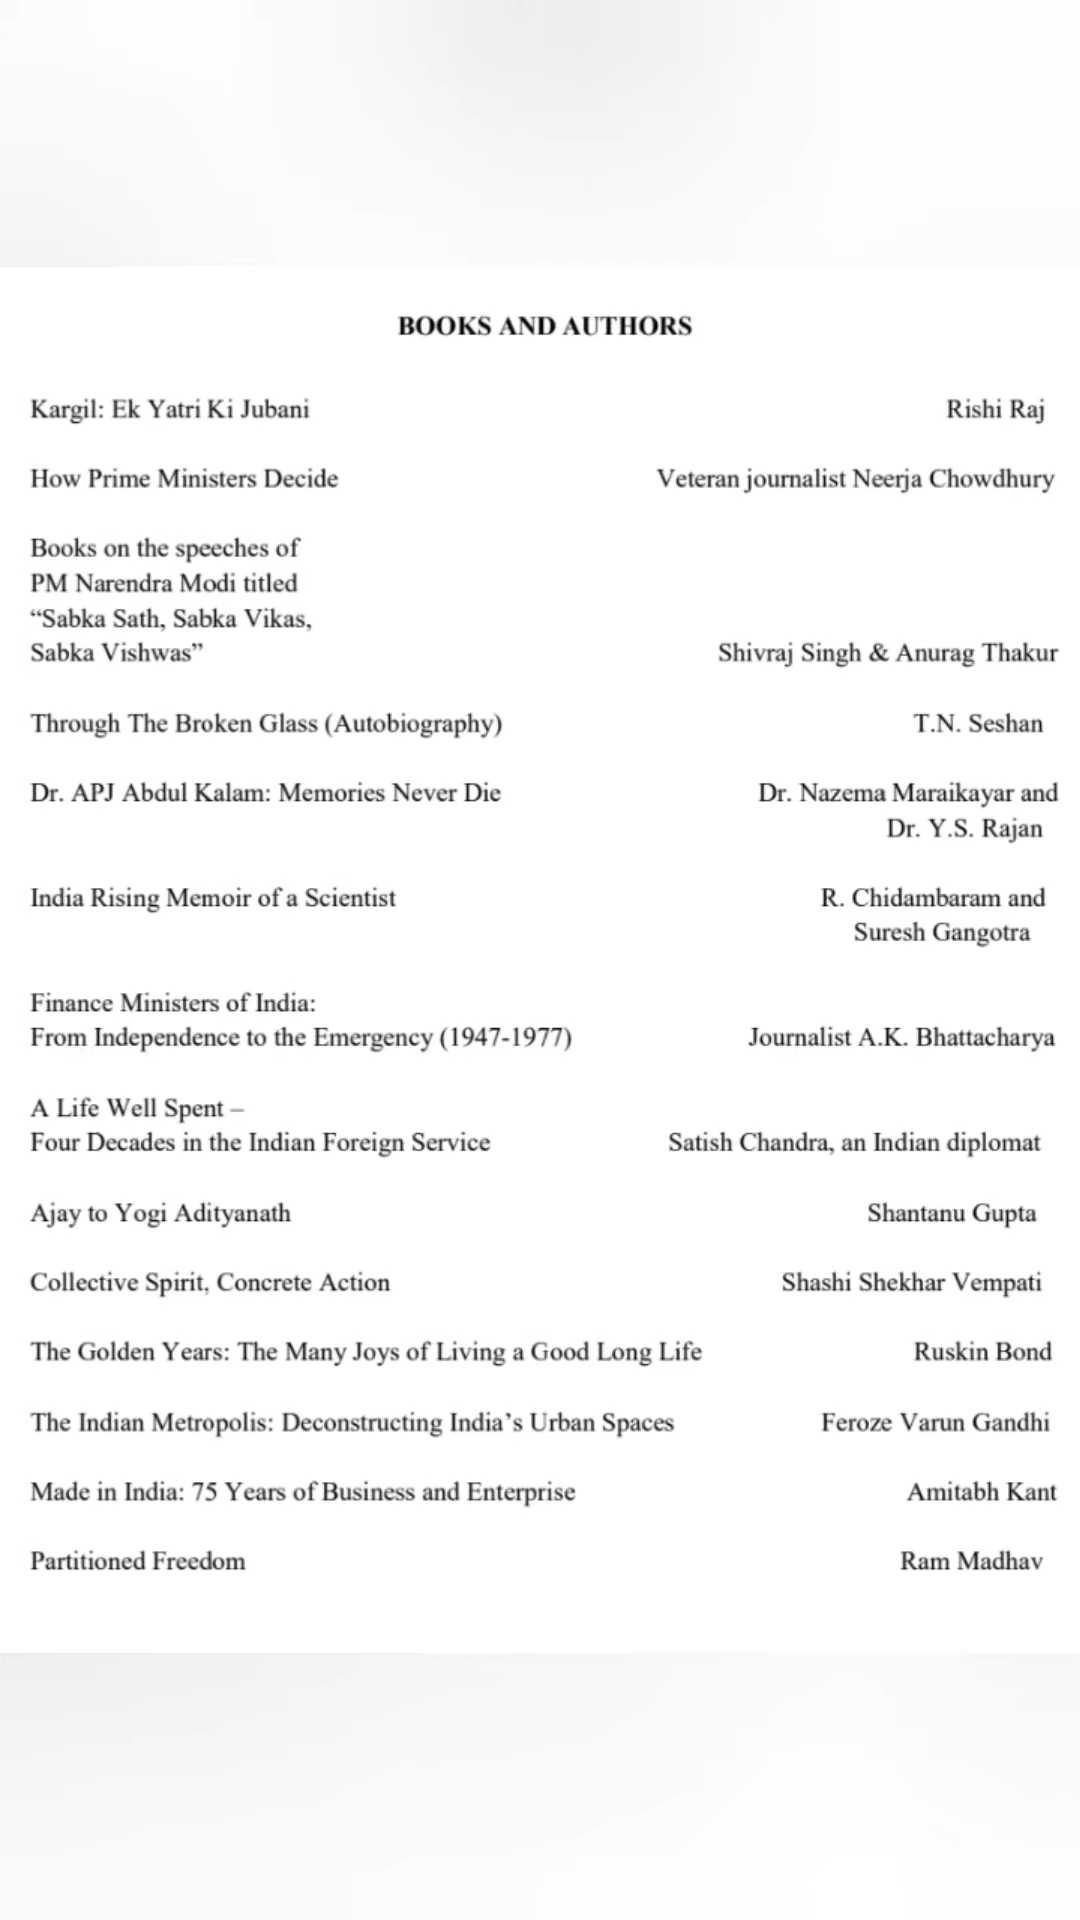 BOOKS AND AUTHORS
Kargil: Ek Yatri Ki Jubani Rishi Raj
How Prime Ministers Decide Veteran journalist Neerja Chowdhury
Books on the speeches of
PM Narendra Modi titled
“Sabka Sath, Sabka Vikas,
Sabka Vishwas” Shivraj Singh & Anurag Thakur
Through The Broken Glass (Autobiography) T.N. Seshan
Dr. APJ Abdul Kalam: Memories Never Die Dr. Nazema Maraikayar and
Dr. Y.S. Rajan
India Rising Memoir of a Scientist R. Chidambaram and
Suresh Gangotra
Finance Ministers of India:
From Independence to the Emergency (1947-1977) Journalist A.K. Bhattacharya
A Life Well Spent –
Four Decades in the Indian Foreign Service Satish Chandra, an Indian diplomat
Ajay to Yogi Adityanath Shantanu Gupta
Collective Spirit, Concrete Action Shashi Shekhar Vempati
The Golden Years: The Many Joys of Living a Good Long Life Ruskin Bond
The Indian Metropolis: Deconstructing India’s Urban Spaces Feroze Varun Gandhi
Made in India: 75 Years of Business and Enterprise Amitabh Kant
Partitioned Freedom Ram Madhav